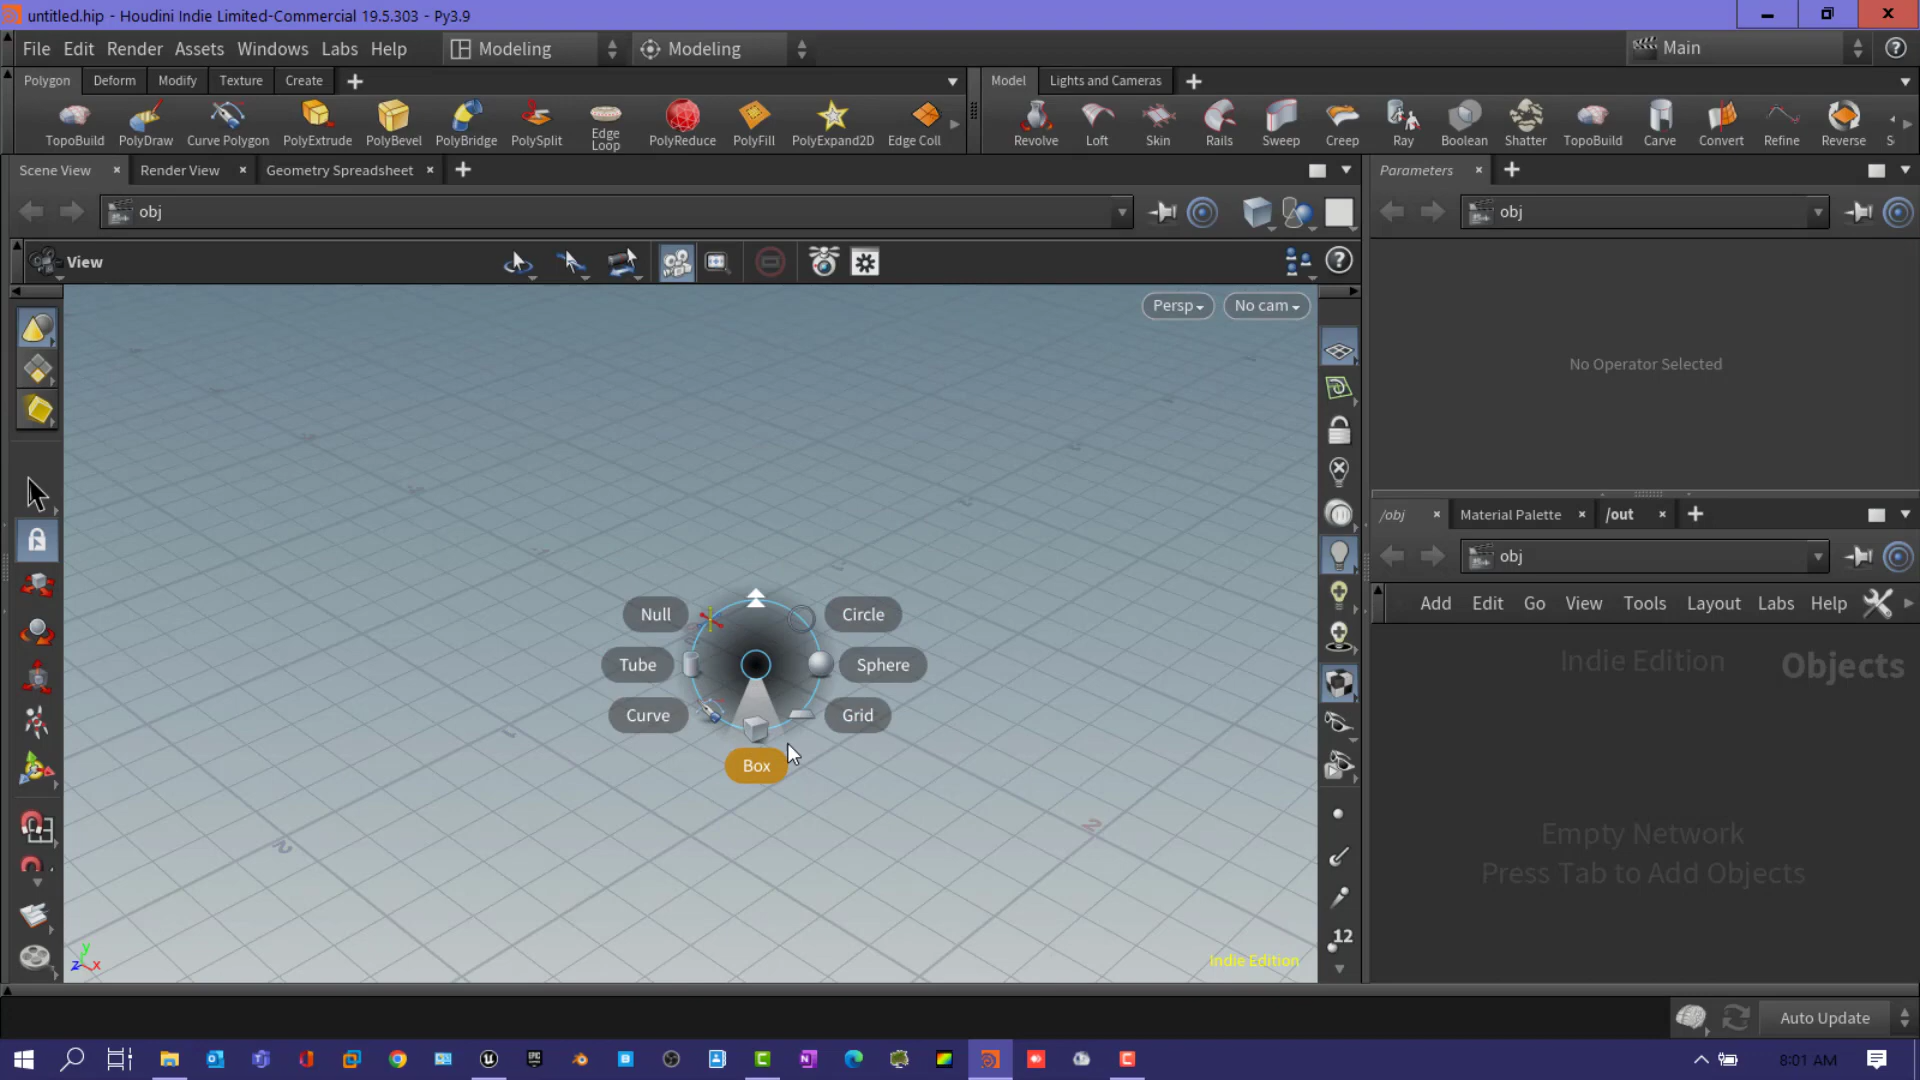 untitled.hip - Houdini Indie Limited-Commercial 19.5.303 - Py3.9
File Edit Render Assets Windows Labs Help Modeling Modeling Main
Polygon Deform Modify Texture Create Model Lights and Cameras
TopoBuild PolyDraw Curve Polygon PolyExtrude PolyBevel PolyBridge PolySplit Edge Loop PolyReduce PolyFill PolyExpand2D Edge Coll Revolve Loft Skin Rails Sweep Creep Ray Boolean Shatter TopoBuild Carve Convert Refine Reverse S
Scene View Render View Geometry Spreadsheet Parameters
obj obj
View
Persp No cam
No Operator Selected
/obj Material Palette /out
obj
Add Edit Go View Tools Layout Labs Help
Null Circle
Tube Sphere
Curve Grid
Box
Indie Edition Objects
Empty Network
Press Tab to Add Objects
2 2
12
y
z x
Indie Edition
Auto Update
8:01 AM